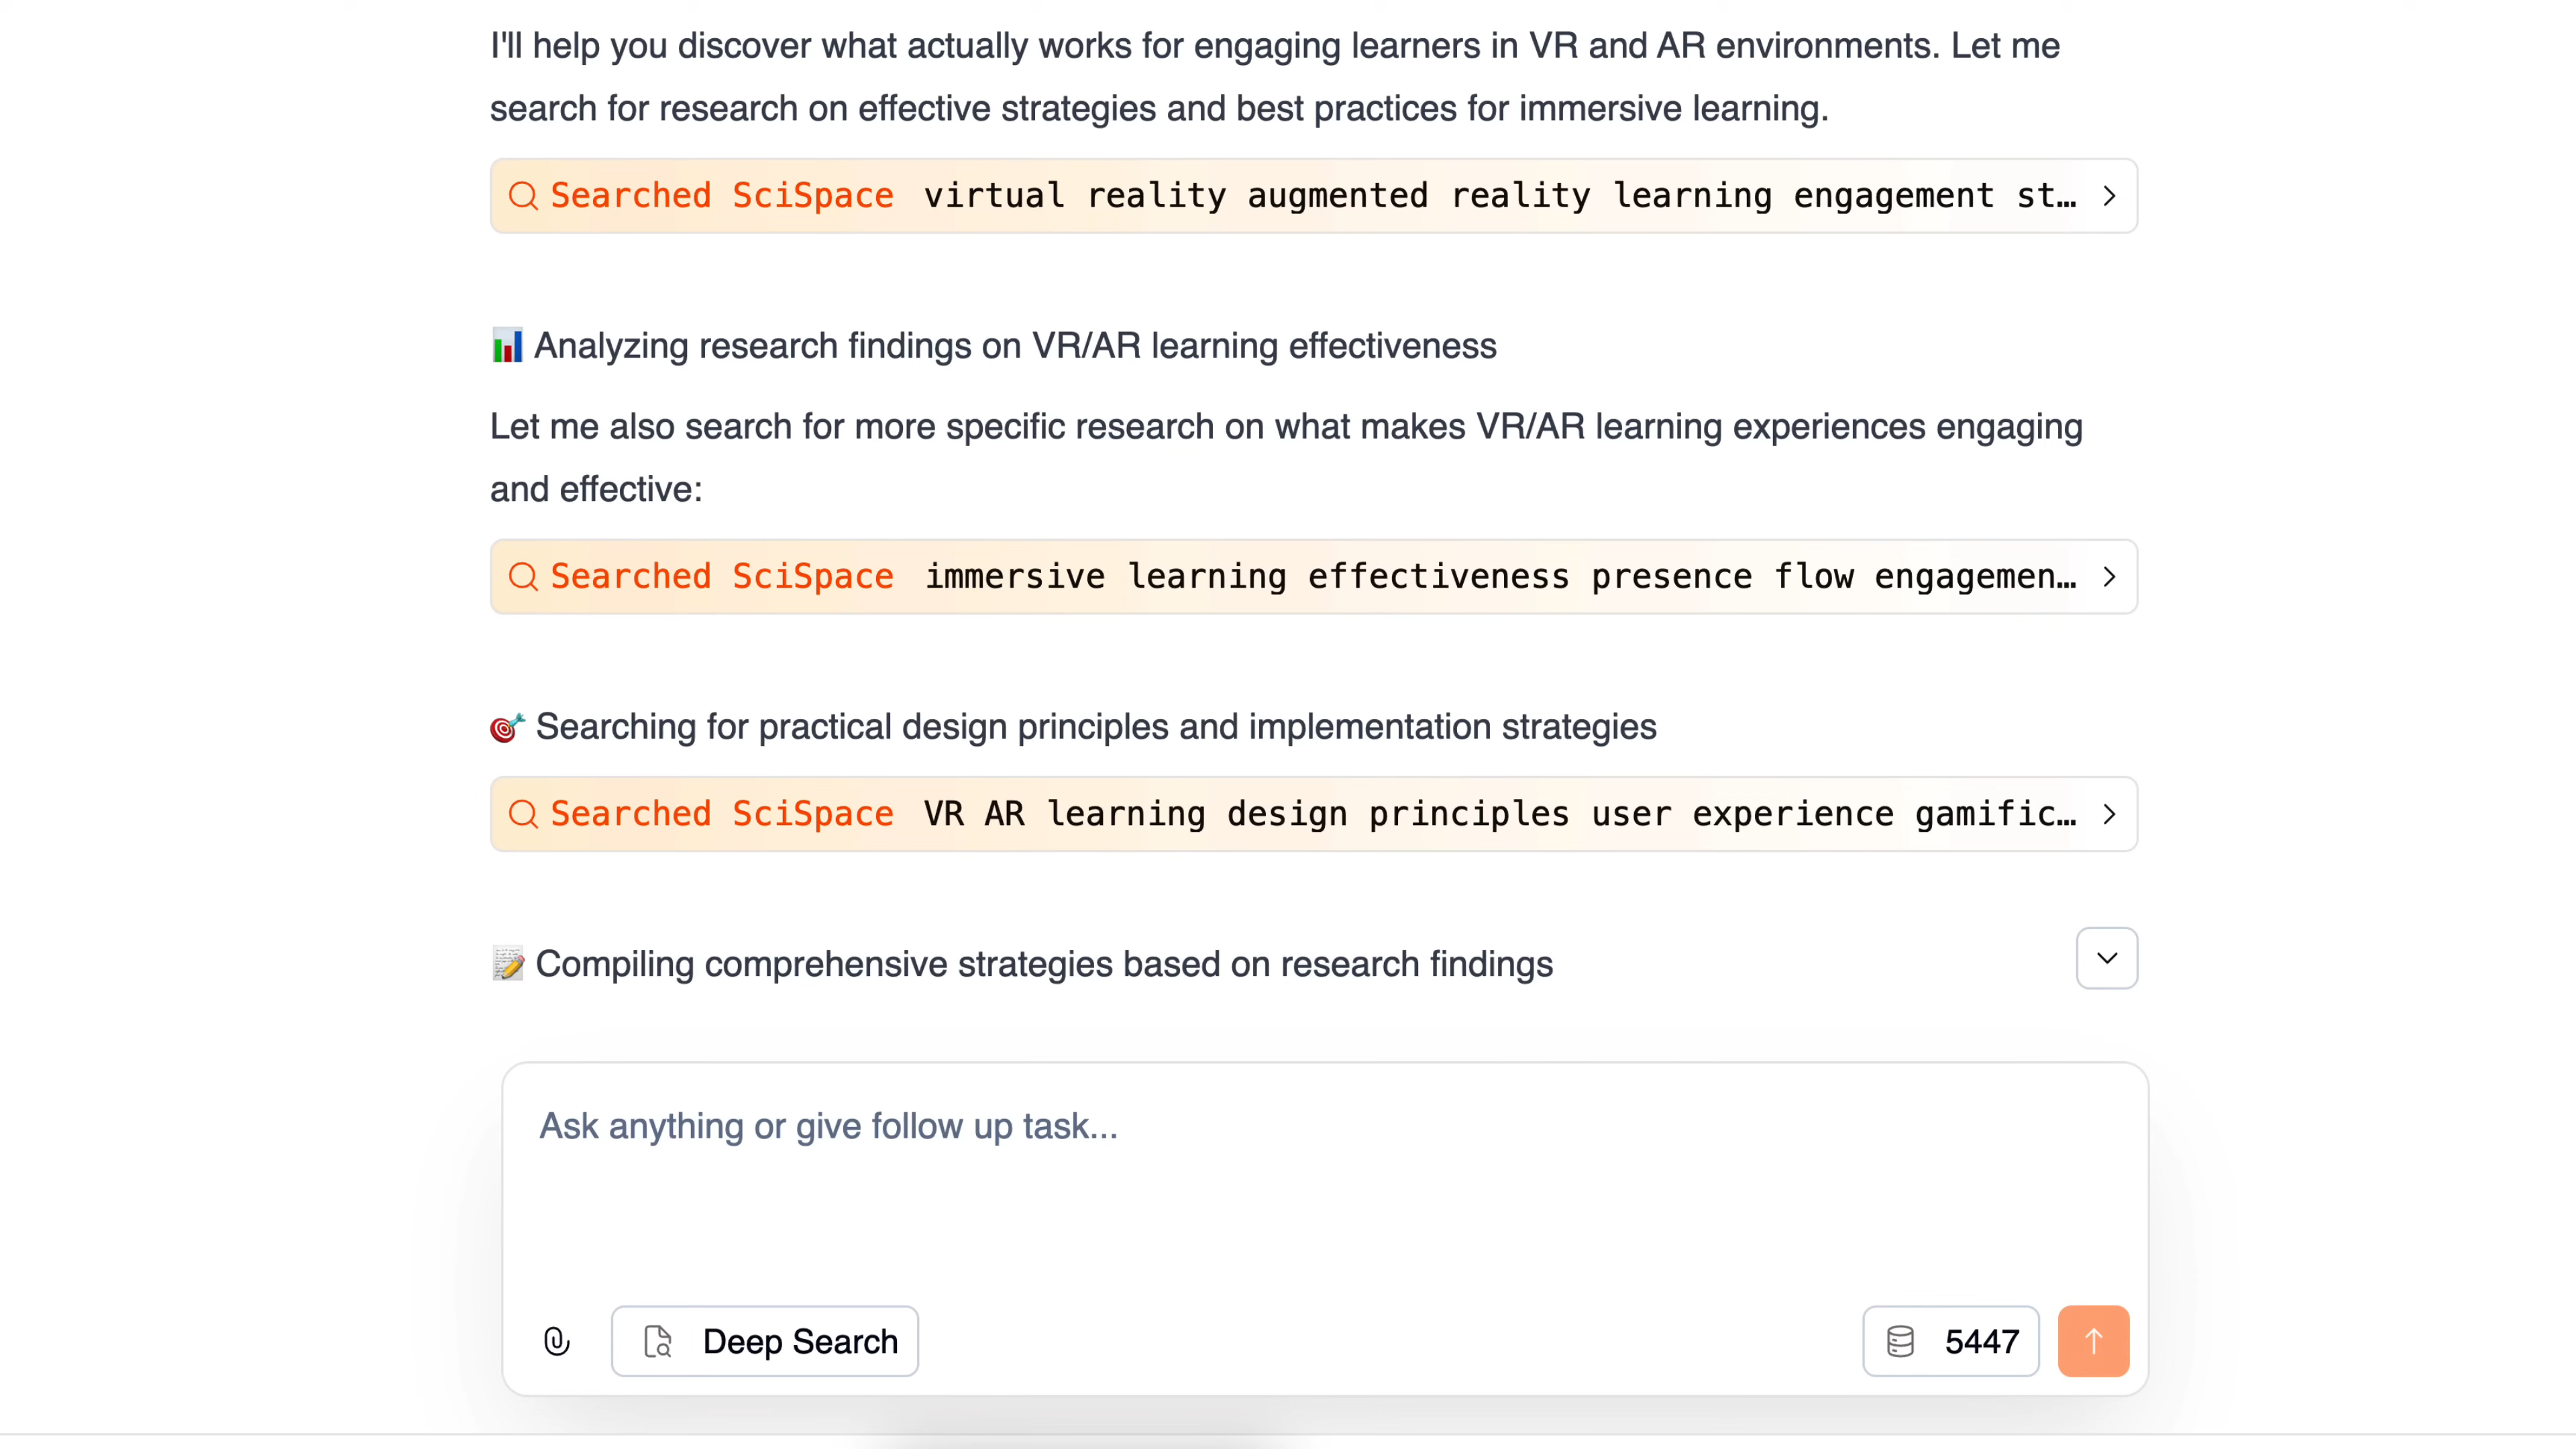 I'll help you discover what actually works for engaging learners in VR and AR environments. Let me
search for research on effective strategies and best practices for immersive learning.
Searched SciSpace virtual reality augmented reality learning engagement st…
Analyzing research findings on VR/AR learning effectiveness
Let me also search for more specific research on what makes VR/AR learning experiences engaging
and effective:
Searched SciSpace immersive learning effectiveness presence flow engagemen…
Searching for practical design principles and implementation strategies
Searched SciSpace VR AR learning design principles user experience gamific…
Compiling comprehensive strategies based on research findings
Ask anything or give follow up task...
Deep Search
5447